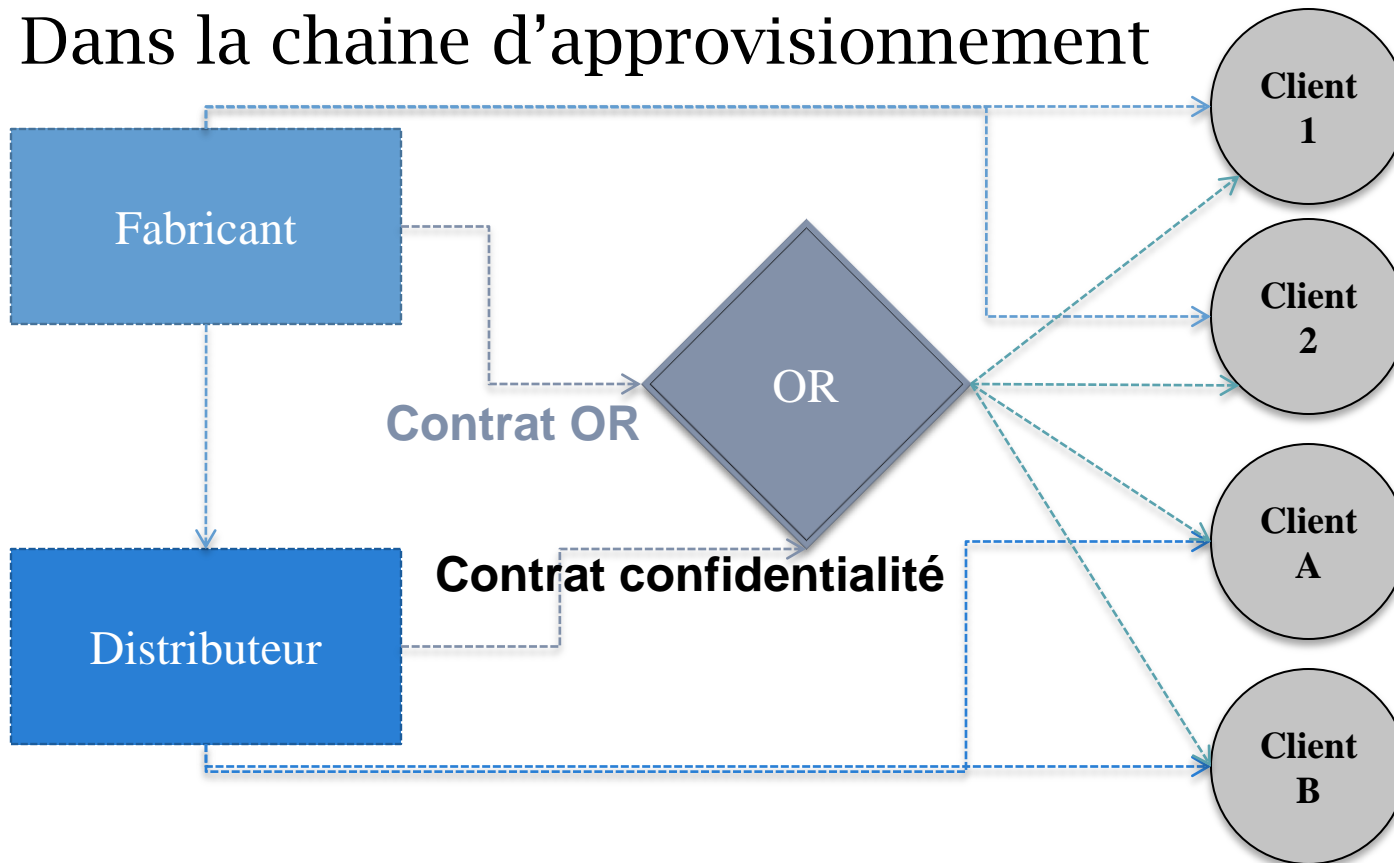 Dans la chaine d’approvisionnement
Client
1
Fabricant
Client
2
OR
Contrat OR
Client
A
Contrat confidentialité
Distributeur
Client
B